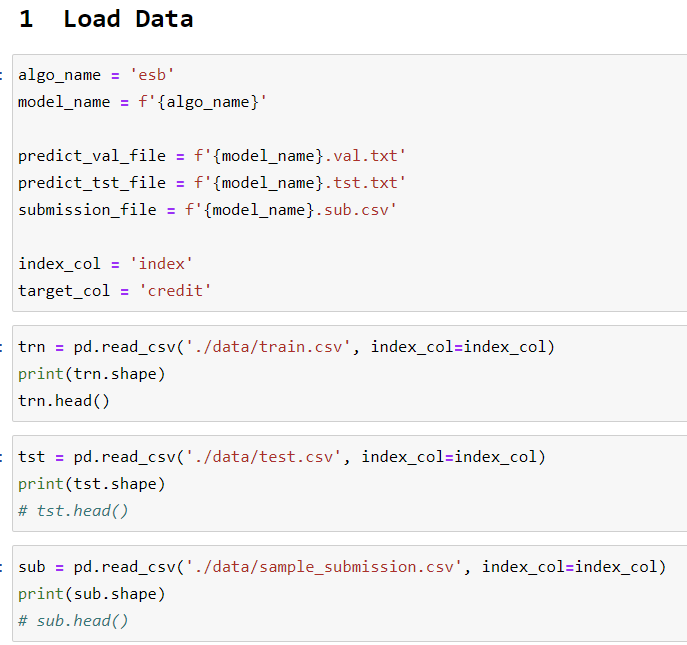 1 Load Data
algo_name = 'esb'
model_name = f'{algo_name}'
predict_val_file = f'{model_name}.val.txt'
predict_tst_file = f'{model_name}.tst.txt'
submission_file = f'{model_name}.sub.csv'
index_col = 'index'
target_col = 'credit'
trn = pd.read_csv('./data/train.csv', index_col=index_col)
print(trn.shape)
trn.head()
tst = pd.read_csv('./data/test.csv', index_col=index_col)
print(tst.shape)
# tst.head()
sub = pd.read_csv('./data/sample_submission.csv', index_col=index_col)
print(sub.shape)
# sub.head()